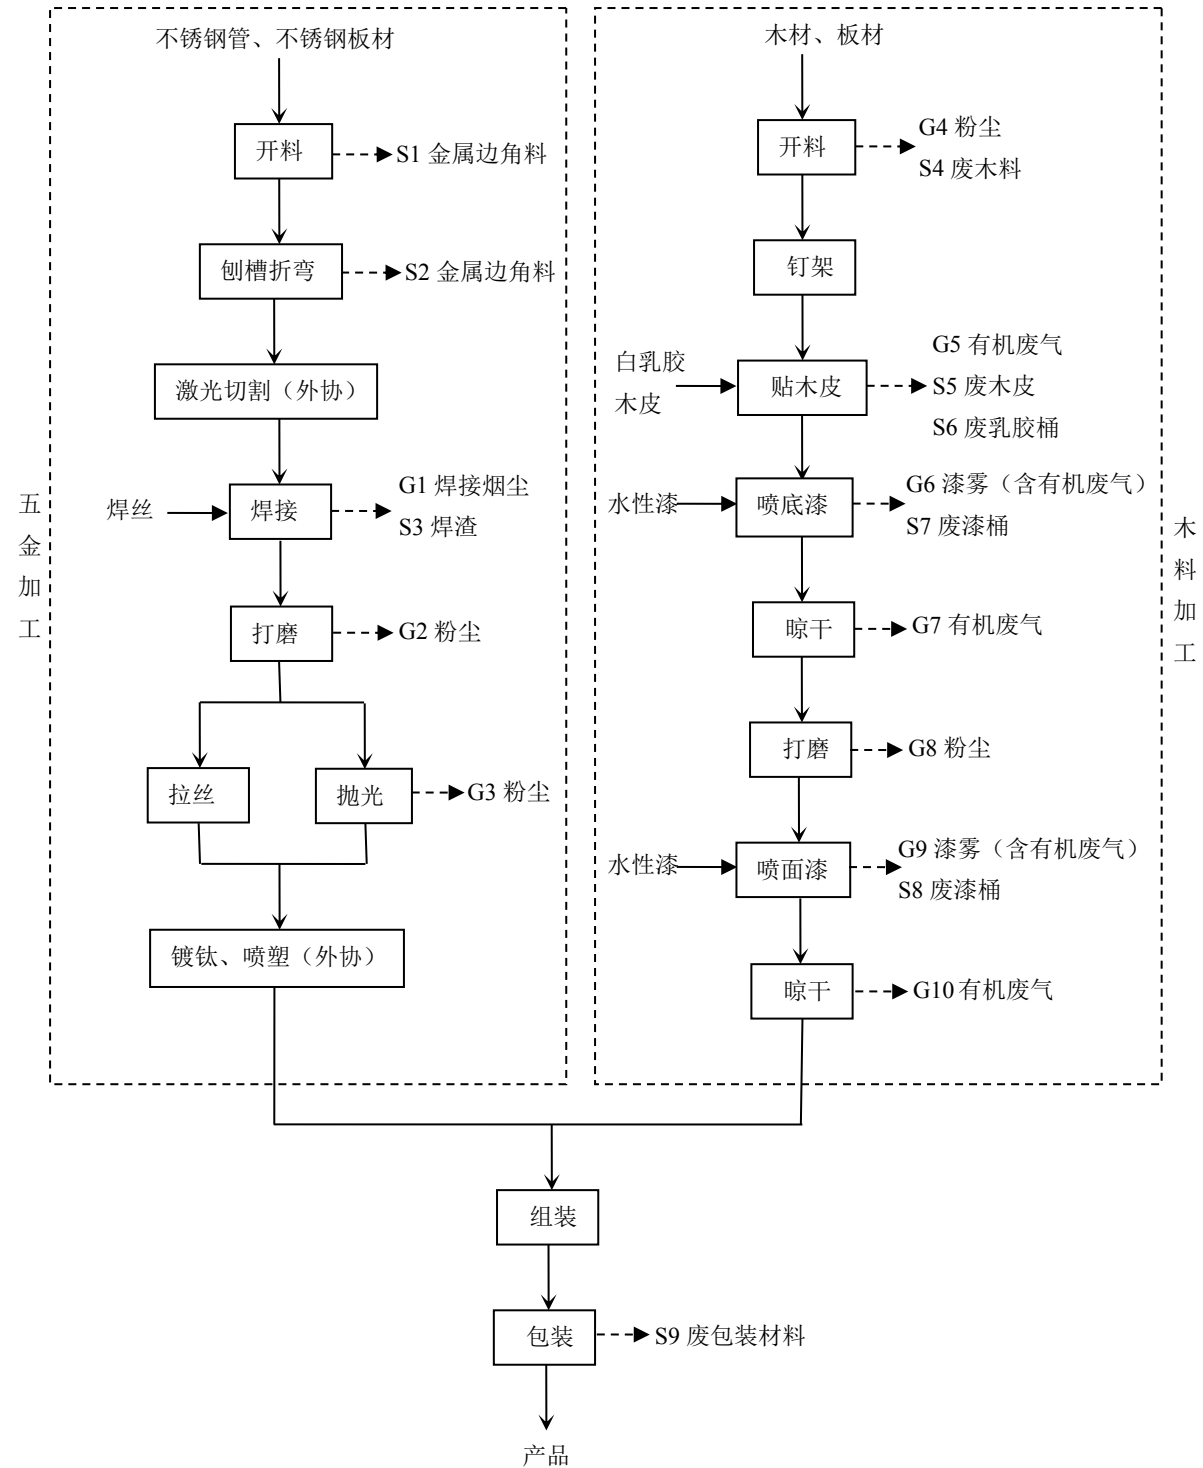 不锈钢管、不锈钢板材
开料
S1 金属边角料
刨槽折弯
S2 金属边角料
激光切割（外协）
焊丝
焊接
G1 焊接烟尘
S3 焊渣
打磨
G2 粉尘
拉丝
抛光
G3 粉尘
镀钛、喷塑（外协）
五金加工
木材、板材
开料
G4 粉尘
S4 废木料
钉架
白乳胶
木皮
贴木皮
G5 有机废气
S5 废木皮
S6 废乳胶桶
水性漆
喷底漆
G6 漆雾（含有机废气）
S7 废漆桶
晾干
G7 有机废气
打磨
G8 粉尘
水性漆
喷面漆
G9 漆雾（含有机废气）
S8 废漆桶
晾干
G10 有机废气
木料加工
组装
包装
S9 废包装材料
产品